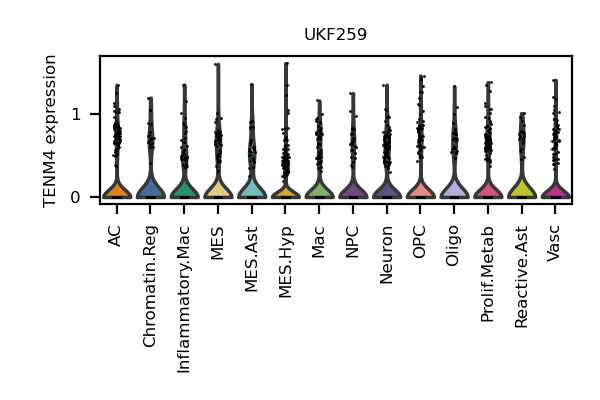 UKF259
TENM4 expression
1
0
AC
Chromatin.Reg
Inflammatory.Mac
MES
MES.Ast
MES.Hyp
Mac
NPC
Neuron
OPC
Oligo
Prolif.Metab
Reactive.Ast
Vasc